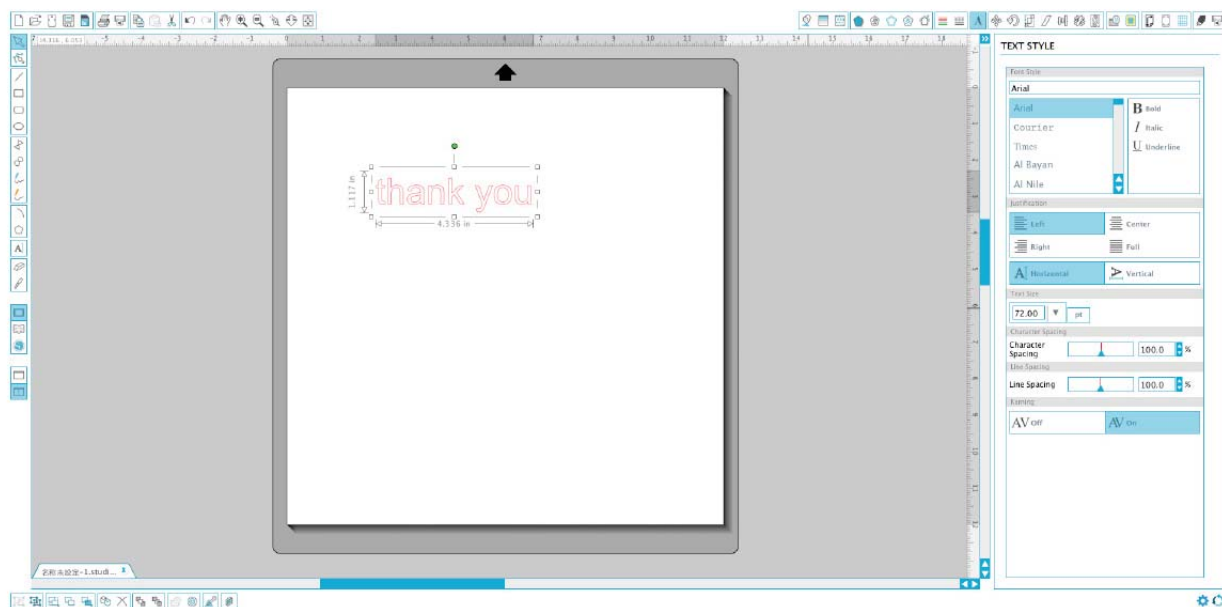 TEXT STYLE
Font Style
Arial
Arial
Courier
Times
Al Bayan
Al Nile
B Bold
I Italic
U Underline
Justification
Left
Center
Right
Full
Horizontal
Vertical
Text Size
72.00 pt
Character Spacing
Character Spacing 100.0 %
Line Spacing
Line Spacing 100.0 %
Kerning
AV Off
AV On
thank you
1.117 in
4.536 in
名称未設定-1.studi... x